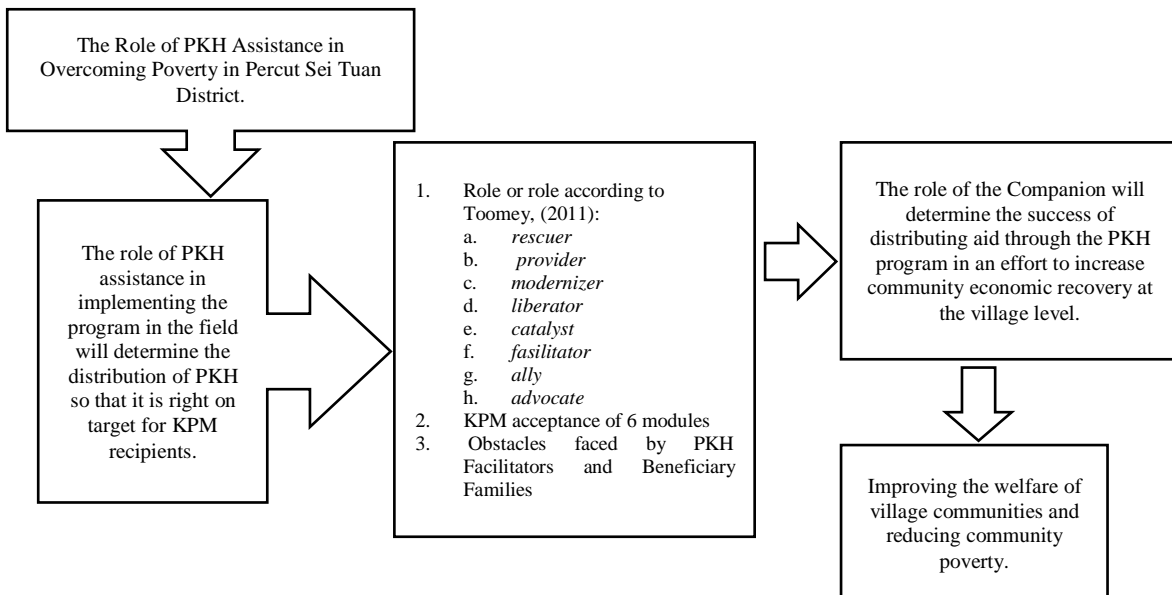 The Role of PKH Assistance in
Overcoming Poverty in Percut Sei Tuan
District.
The role of PKH
assistance in
implementing the
program in the field
will determine the
distribution of PKH
so that it is right on
target for KPM
recipients.
1. Role or role according to
Toomey, (2011):
a. rescuer
b. provider
c. modernizer
d. liberator
e. catalyst
f. fasilitator
g. ally
h. advocate
2. KPM acceptance of 6 modules
3. Obstacles faced by PKH
Facilitators and Beneficiary
Families
The role of the Companion will
determine the success of
distributing aid through the PKH
program in an effort to increase
community economic recovery at
the village level.
Improving the welfare of
village communities and
reducing community
poverty.